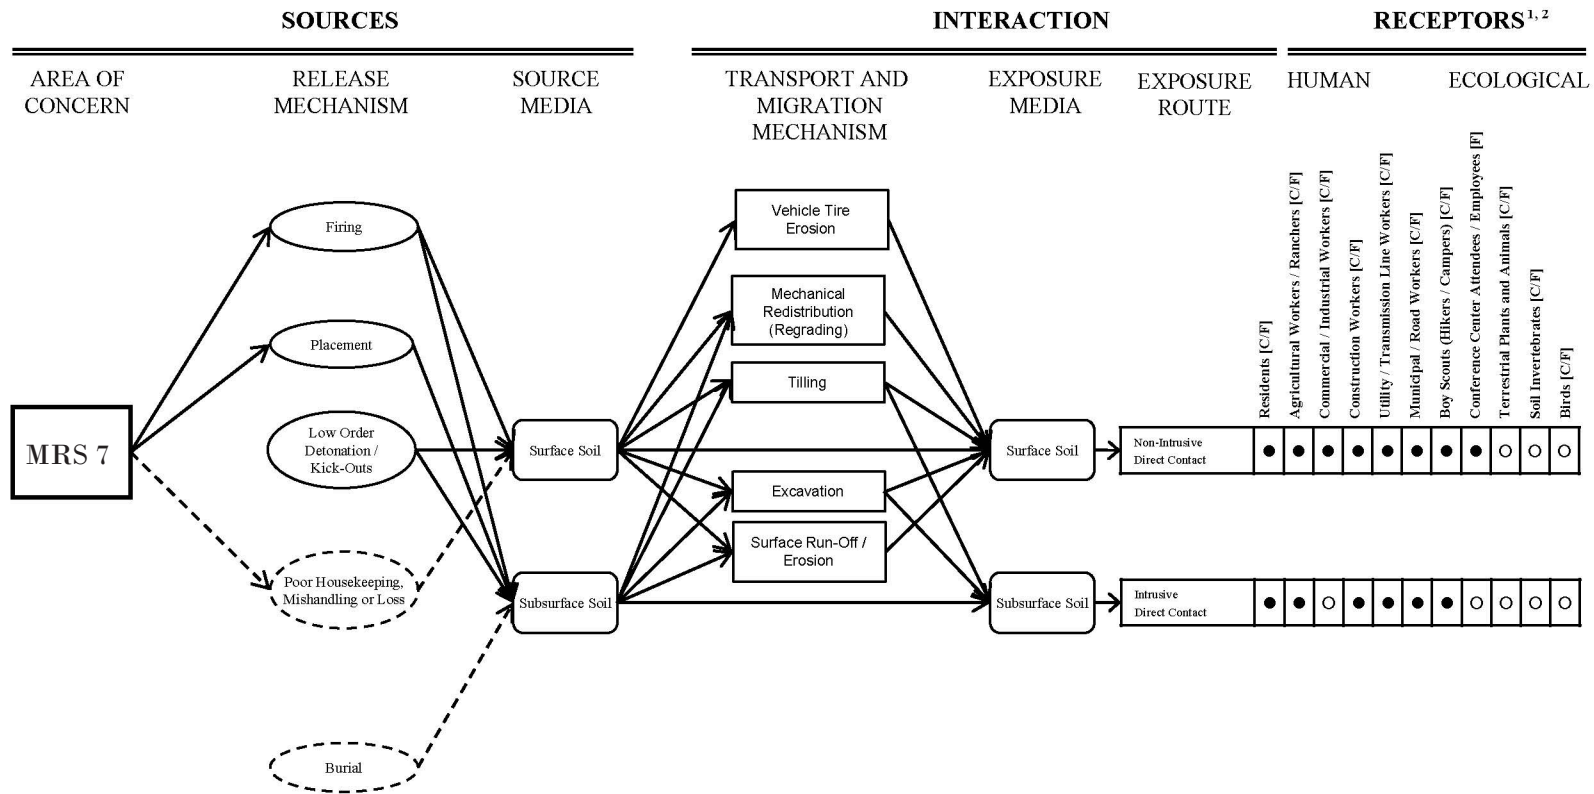 SOURCES
INTERACTION
RECEPTORS1, 2
AREA OF
CONCERN
RELEASE
MECHANISM
SOURCE
MEDIA
TRANSPORT AND
MIGRATION
MECHANISM
EXPOSURE
MEDIA
EXPOSURE
ROUTE
HUMAN
ECOLOGICAL
MRS 7
Firing
Placement
Low Order
Detonation /
Kick-Outs
Poor Housekeeping,
Mishandling or Loss
Burial
Surface Soil
Subsurface Soil
Vehicle Tire
Erosion
Mechanical
Redistribution
(Regrading)
Tilling
Excavation
Surface Run-Off /
Erosion
Surface Soil
Subsurface Soil
Residents [C/F]
Agricultural Workers / Ranchers [C/F]
Commercial / Industrial Workers [C/F]
Construction Workers [C/F]
Utility / Transmission Line Workers [C/F]
Municipal / Road Workers [C/F]
Boy Scouts (Hikers / Campers) [C/F]
Conference Center Attendees / Employees [F]
Terrestrial Plants and Animals [C/F]
Soil Invertebrates [C/F]
Birds [C/F]
Non-Intrusive
Direct Contact
Intrusive
Direct Contact